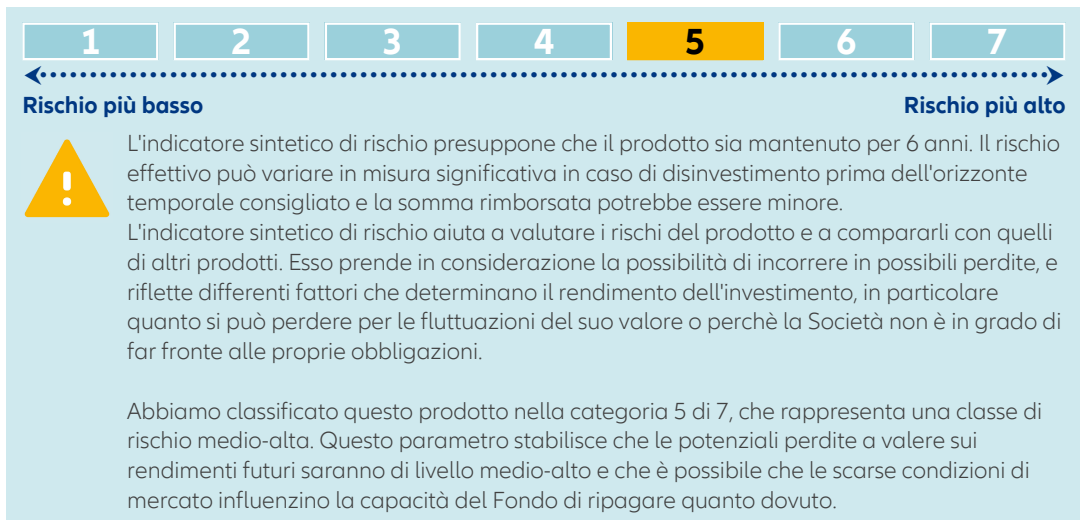 1 2 3 4 5 6 7
Rischio più basso Rischio più alto
L'indicatore sintetico di rischio presuppone che il prodotto sia mantenuto per 6 anni. Il rischio
effettivo può variare in misura significativa in caso di disinvestimento prima dell'orizzonte
temporale consigliato e la somma rimborsata potrebbe essere minore.
L'indicatore sintetico di rischio aiuta a valutare i rischi del prodotto e a compararli con quelli
di altri prodotti. Esso prende in considerazione la possibilità di incorrere in possibili perdite, e
riflette differenti fattori che determinano il rendimento dell'investimento, in particolare
quanto si può perdere per le fluttuazioni del suo valore o perchè la Società non è in grado di
far fronte alle proprie obbligazioni.
Abbiamo classificato questo prodotto nella categoria 5 di 7, che rappresenta una classe di
rischio medio-alta. Questo parametro stabilisce che le potenziali perdite a valere sui
rendimenti futuri saranno di livello medio-alto e che è possibile che le scarse condizioni di
mercato influenzino la capacità del Fondo di ripagare quanto dovuto.